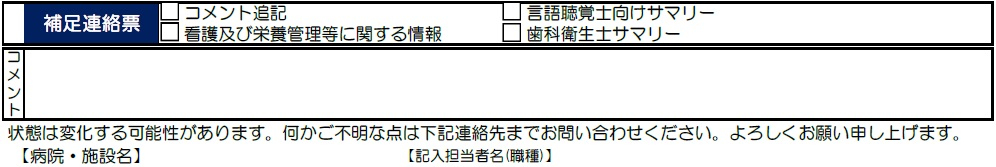 補足連絡票
□コメント追記 □言語聴覚士向けサマリー
□看護及び栄養管理等に関する情報 □歯科衛生士サマリー
コメント
状態は変化する可能性があります。何かご不明な点は下記連絡先までお問い合わせください。よろしくお願い申し上げます。
【病院・施設名】 【記入担当者名(職種)】